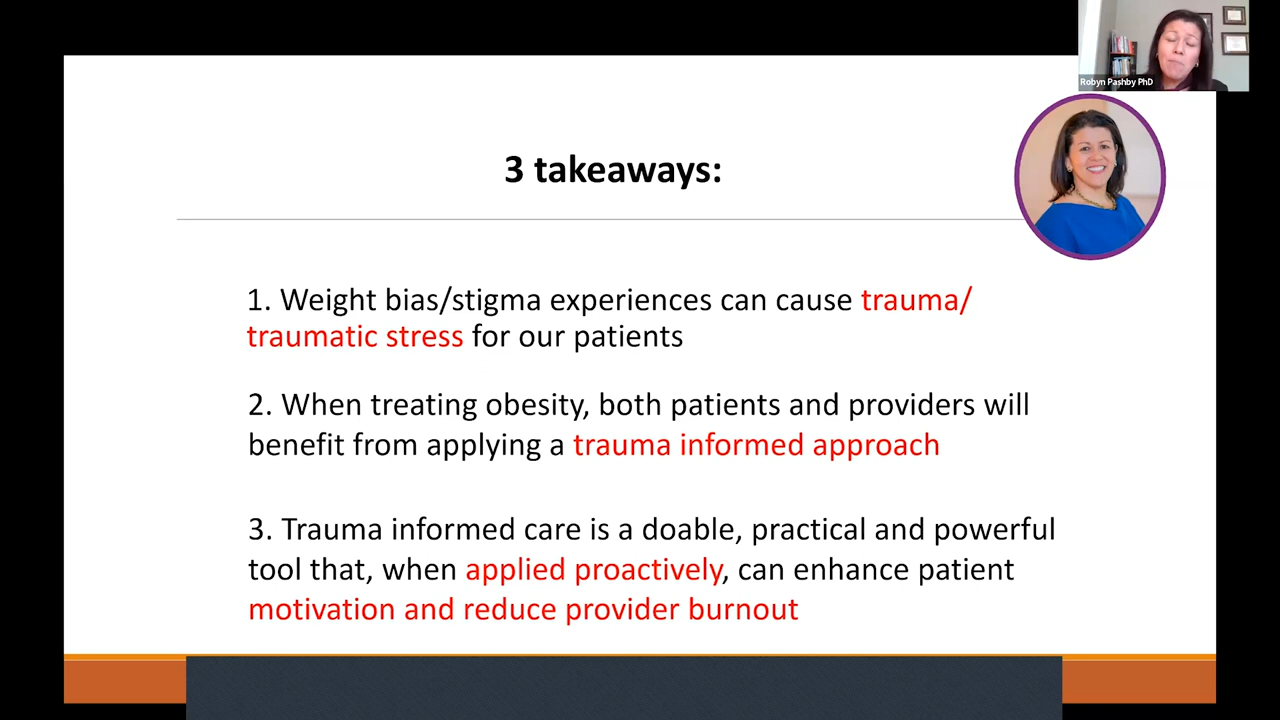 Robyn Pashby PhD
3 takeaways:
1. Weight bias/stigma experiences can cause trauma/
traumatic stress for our patients
2. When treating obesity, both patients and providers will
benefit from applying a trauma informed approach
3. Trauma informed care is a doable, practical and powerful
tool that, when applied proactively, can enhance patient
motivation and reduce provider burnout